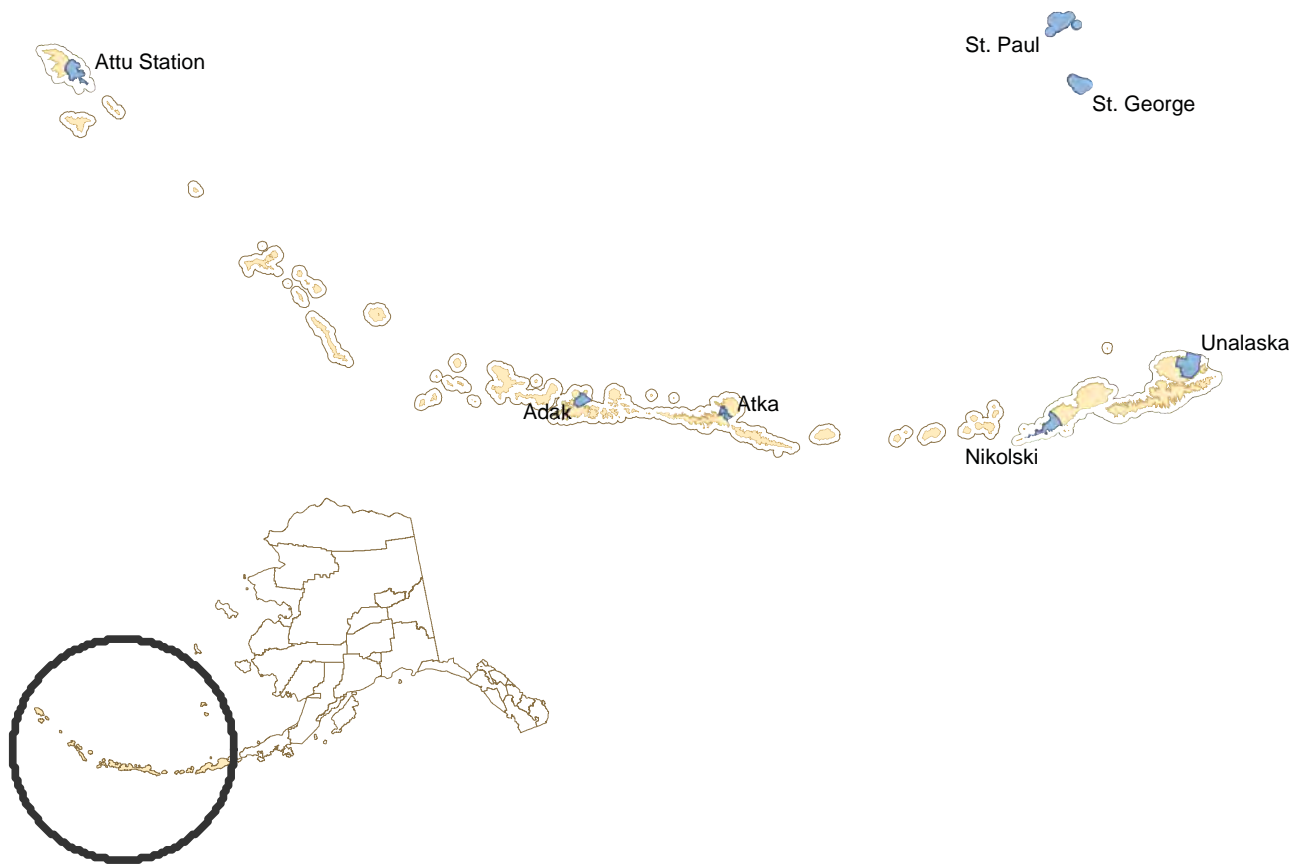 St. Paul
Attu Station
St. George
Unalaska
Adak
Atka
Nikolski